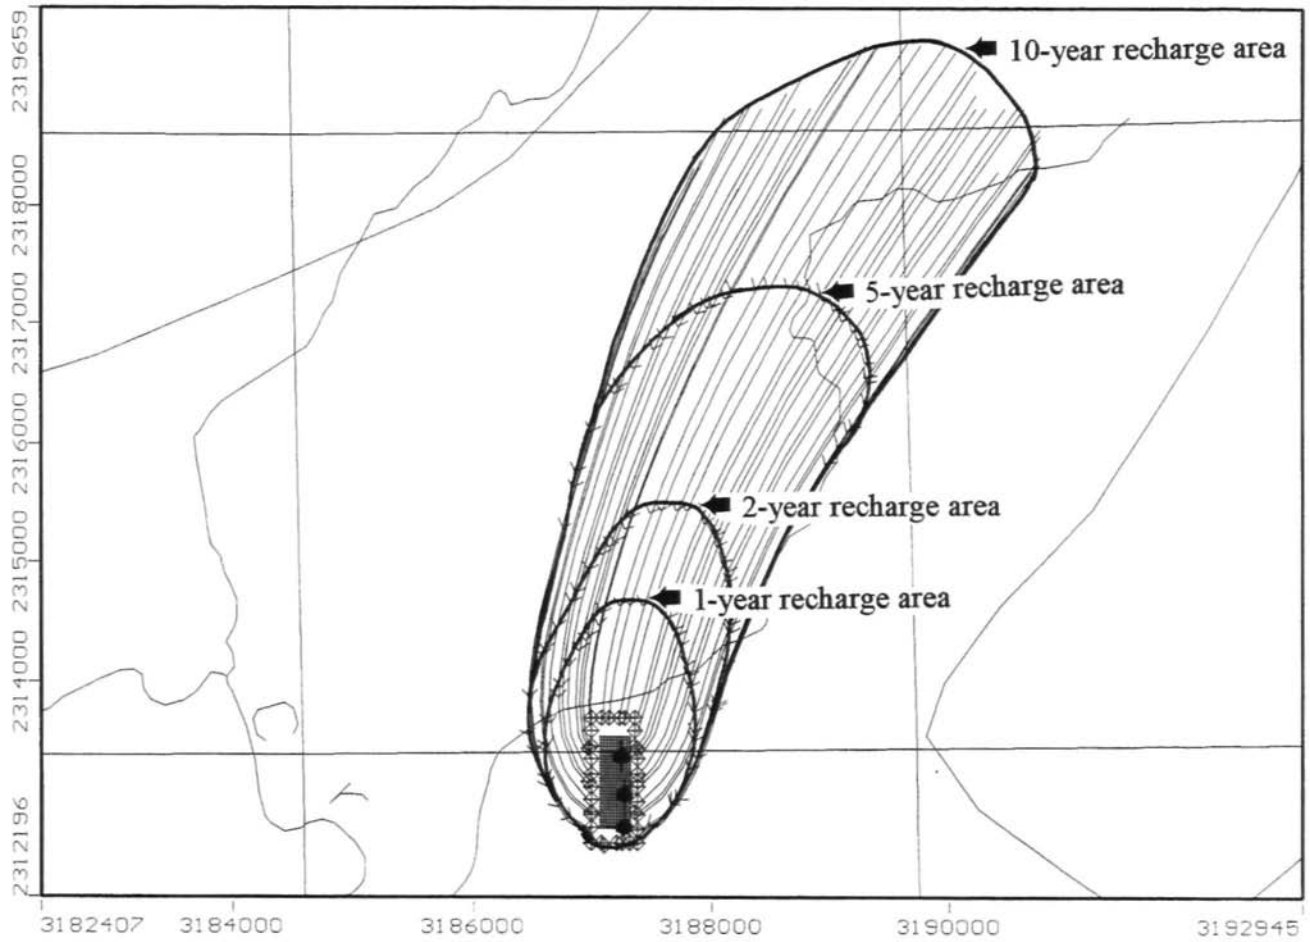 2319659
10-year recharge area
2318000
5-year recharge area
2317000
2316000
2-year recharge area
2315000
1-year recharge area
2314000
2312196
3182407 3184000 3186000 3188000 3190000 3192945